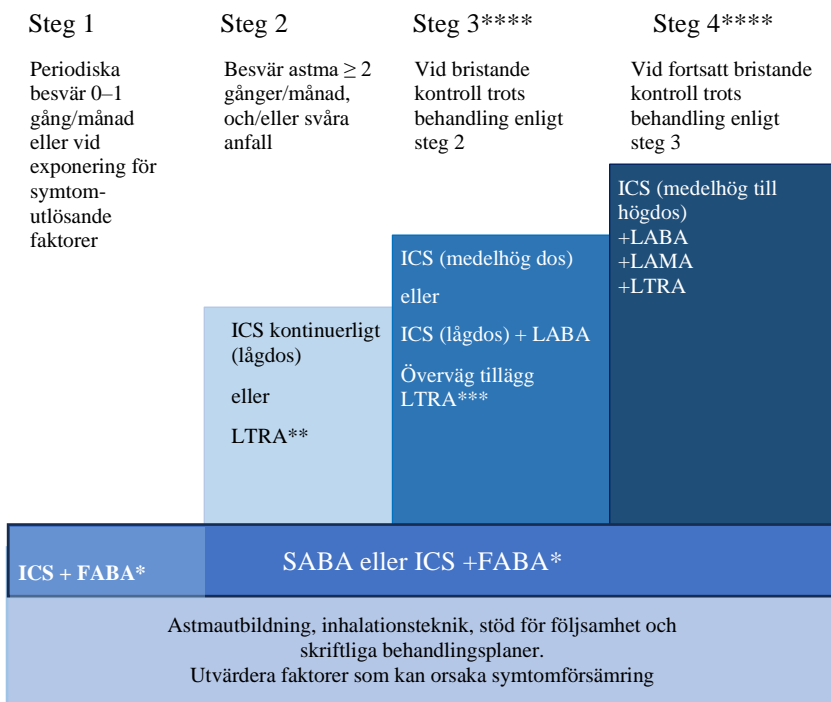 Steg 1
Periodiska
besvär 0–1
gång/månad
eller vid
exponering för
symtom-
utlösande
faktorer
Steg 2
Besvär astma ≥ 2
gånger/månad,
och/eller svåra
anfall
Steg 3****
Vid bristande
kontroll trots
behandling enligt
steg 2
Steg 4****
Vid fortsatt bristande
kontroll trots
behandling enligt
steg 3
ICS kontinuerligt
(lågdos)
eller
LTRA**
ICS (medelhög dos)
eller
ICS (lågdos) + LABA
Överväg tillägg
LTRA***
ICS (medelhög till
högdos)
+LABA
+LAMA
+LTRA
ICS + FABA*
SABA eller ICS +FABA*
Astmautbildning, inhalationsteknik, stöd för följsamhet och
skriftliga behandlingsplaner.
Utvärdera faktorer som kan orsaka symtomförsämring